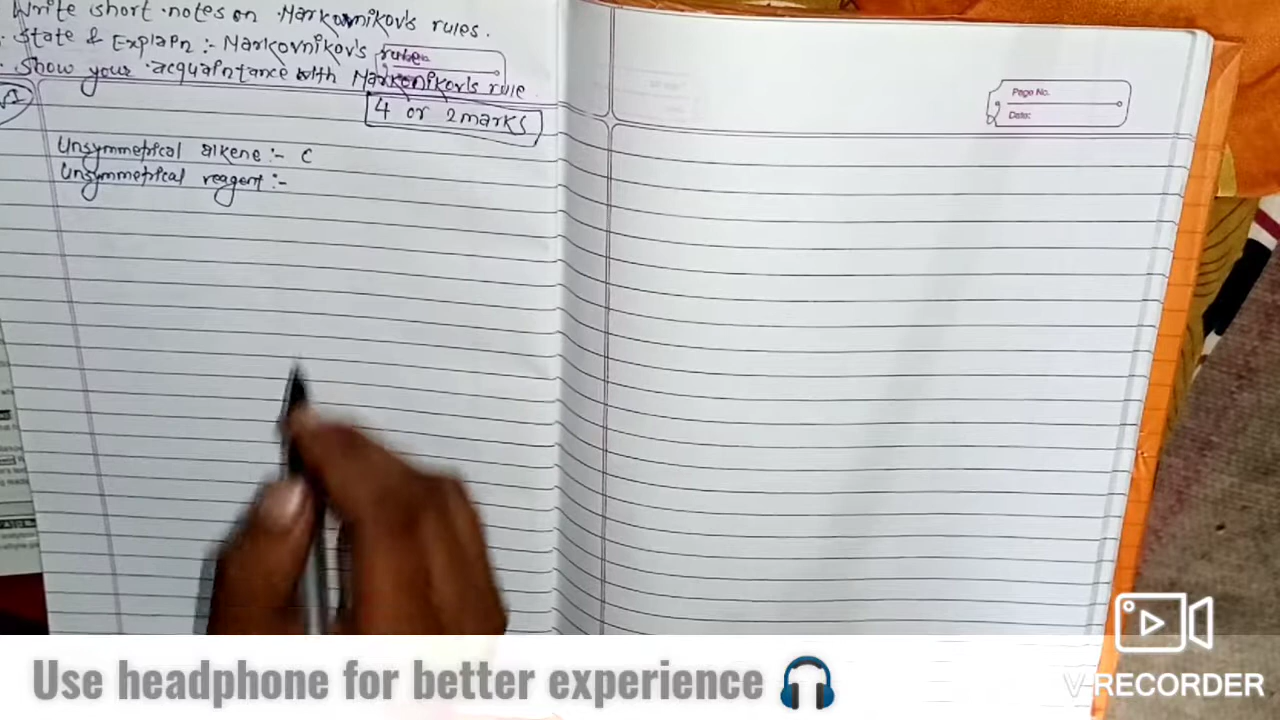 Write short notes on Markovnikov's rules.
State & Explain :- Markovnikov's rule
Show your acquaintance with Markonikov's rule
4 or 2 marks
Unsymmetrical alkene :- C
Unsymmetrical reagent :-
Page No.
Date:
Use headphone for better experience
V-RECORDER